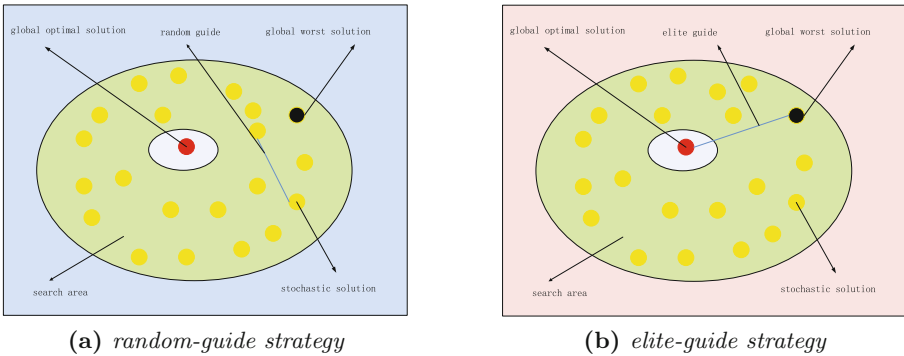 global optimal solution
random guide
global worst solution
search area
stochastic solution
(a) random-guide strategy
global optimal solution
elite guide
global worst solution
search area
stochastic solution
(b) elite-guide strategy